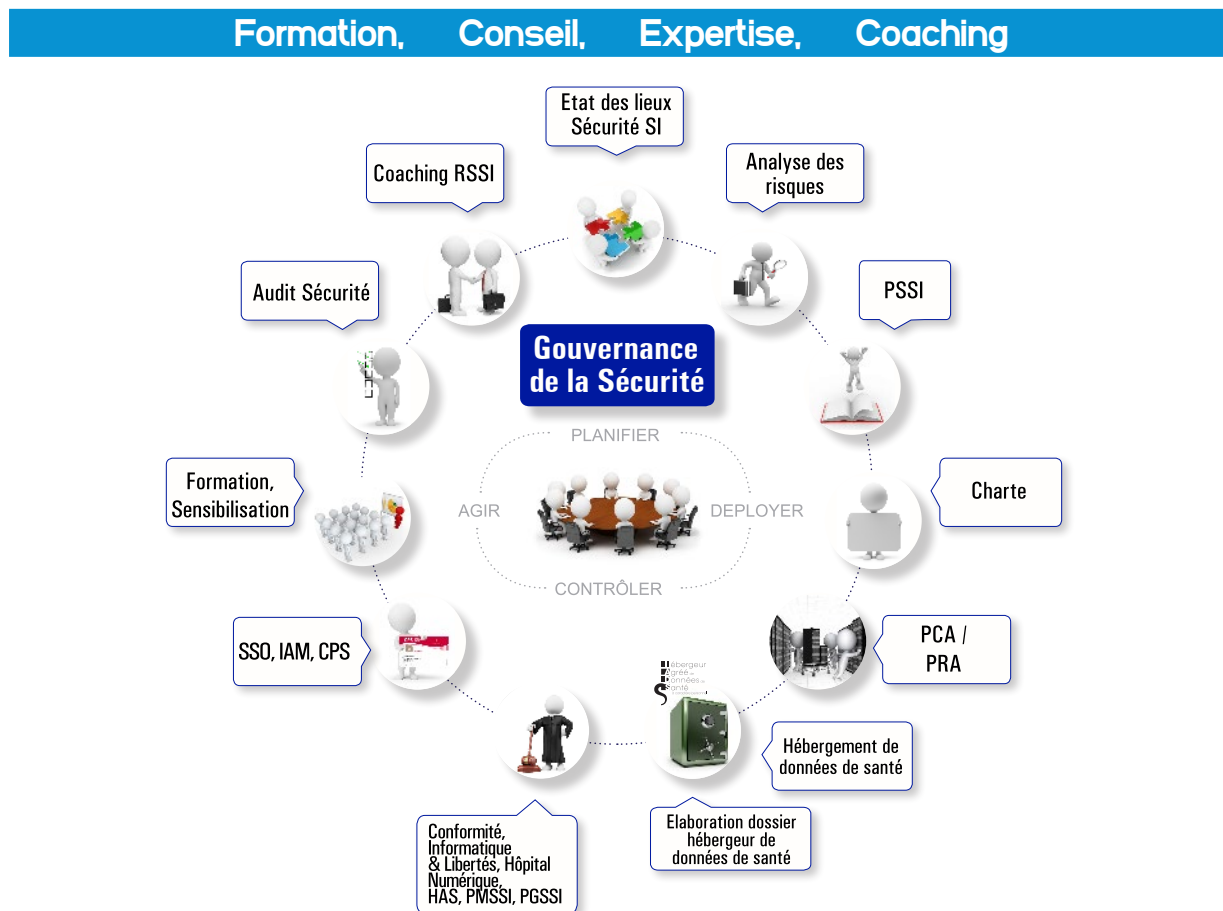 Formation, Conseil, Expertise, Coaching
Etat des lieux
Sécurité SI
Coaching RSSI
Analyse des
risques
Audit Sécurité
PSSI
Gouvernance
de la Sécurité
PLANIFIER
Formation,
Sensibilisation
AGIR
DEPLOYER
Charte
CONTRÔLER
SSO, IAM, CPS
PCA /
PRA
Hébergeur
Agréé de
Données de
Santé
Hébergement de
données de santé
Elaboration dossier
hébergeur de
données de santé
Conformité,
Informatique
& Libertés, Hôpital
Numérique,
HAS, PMSSI, PGSSI